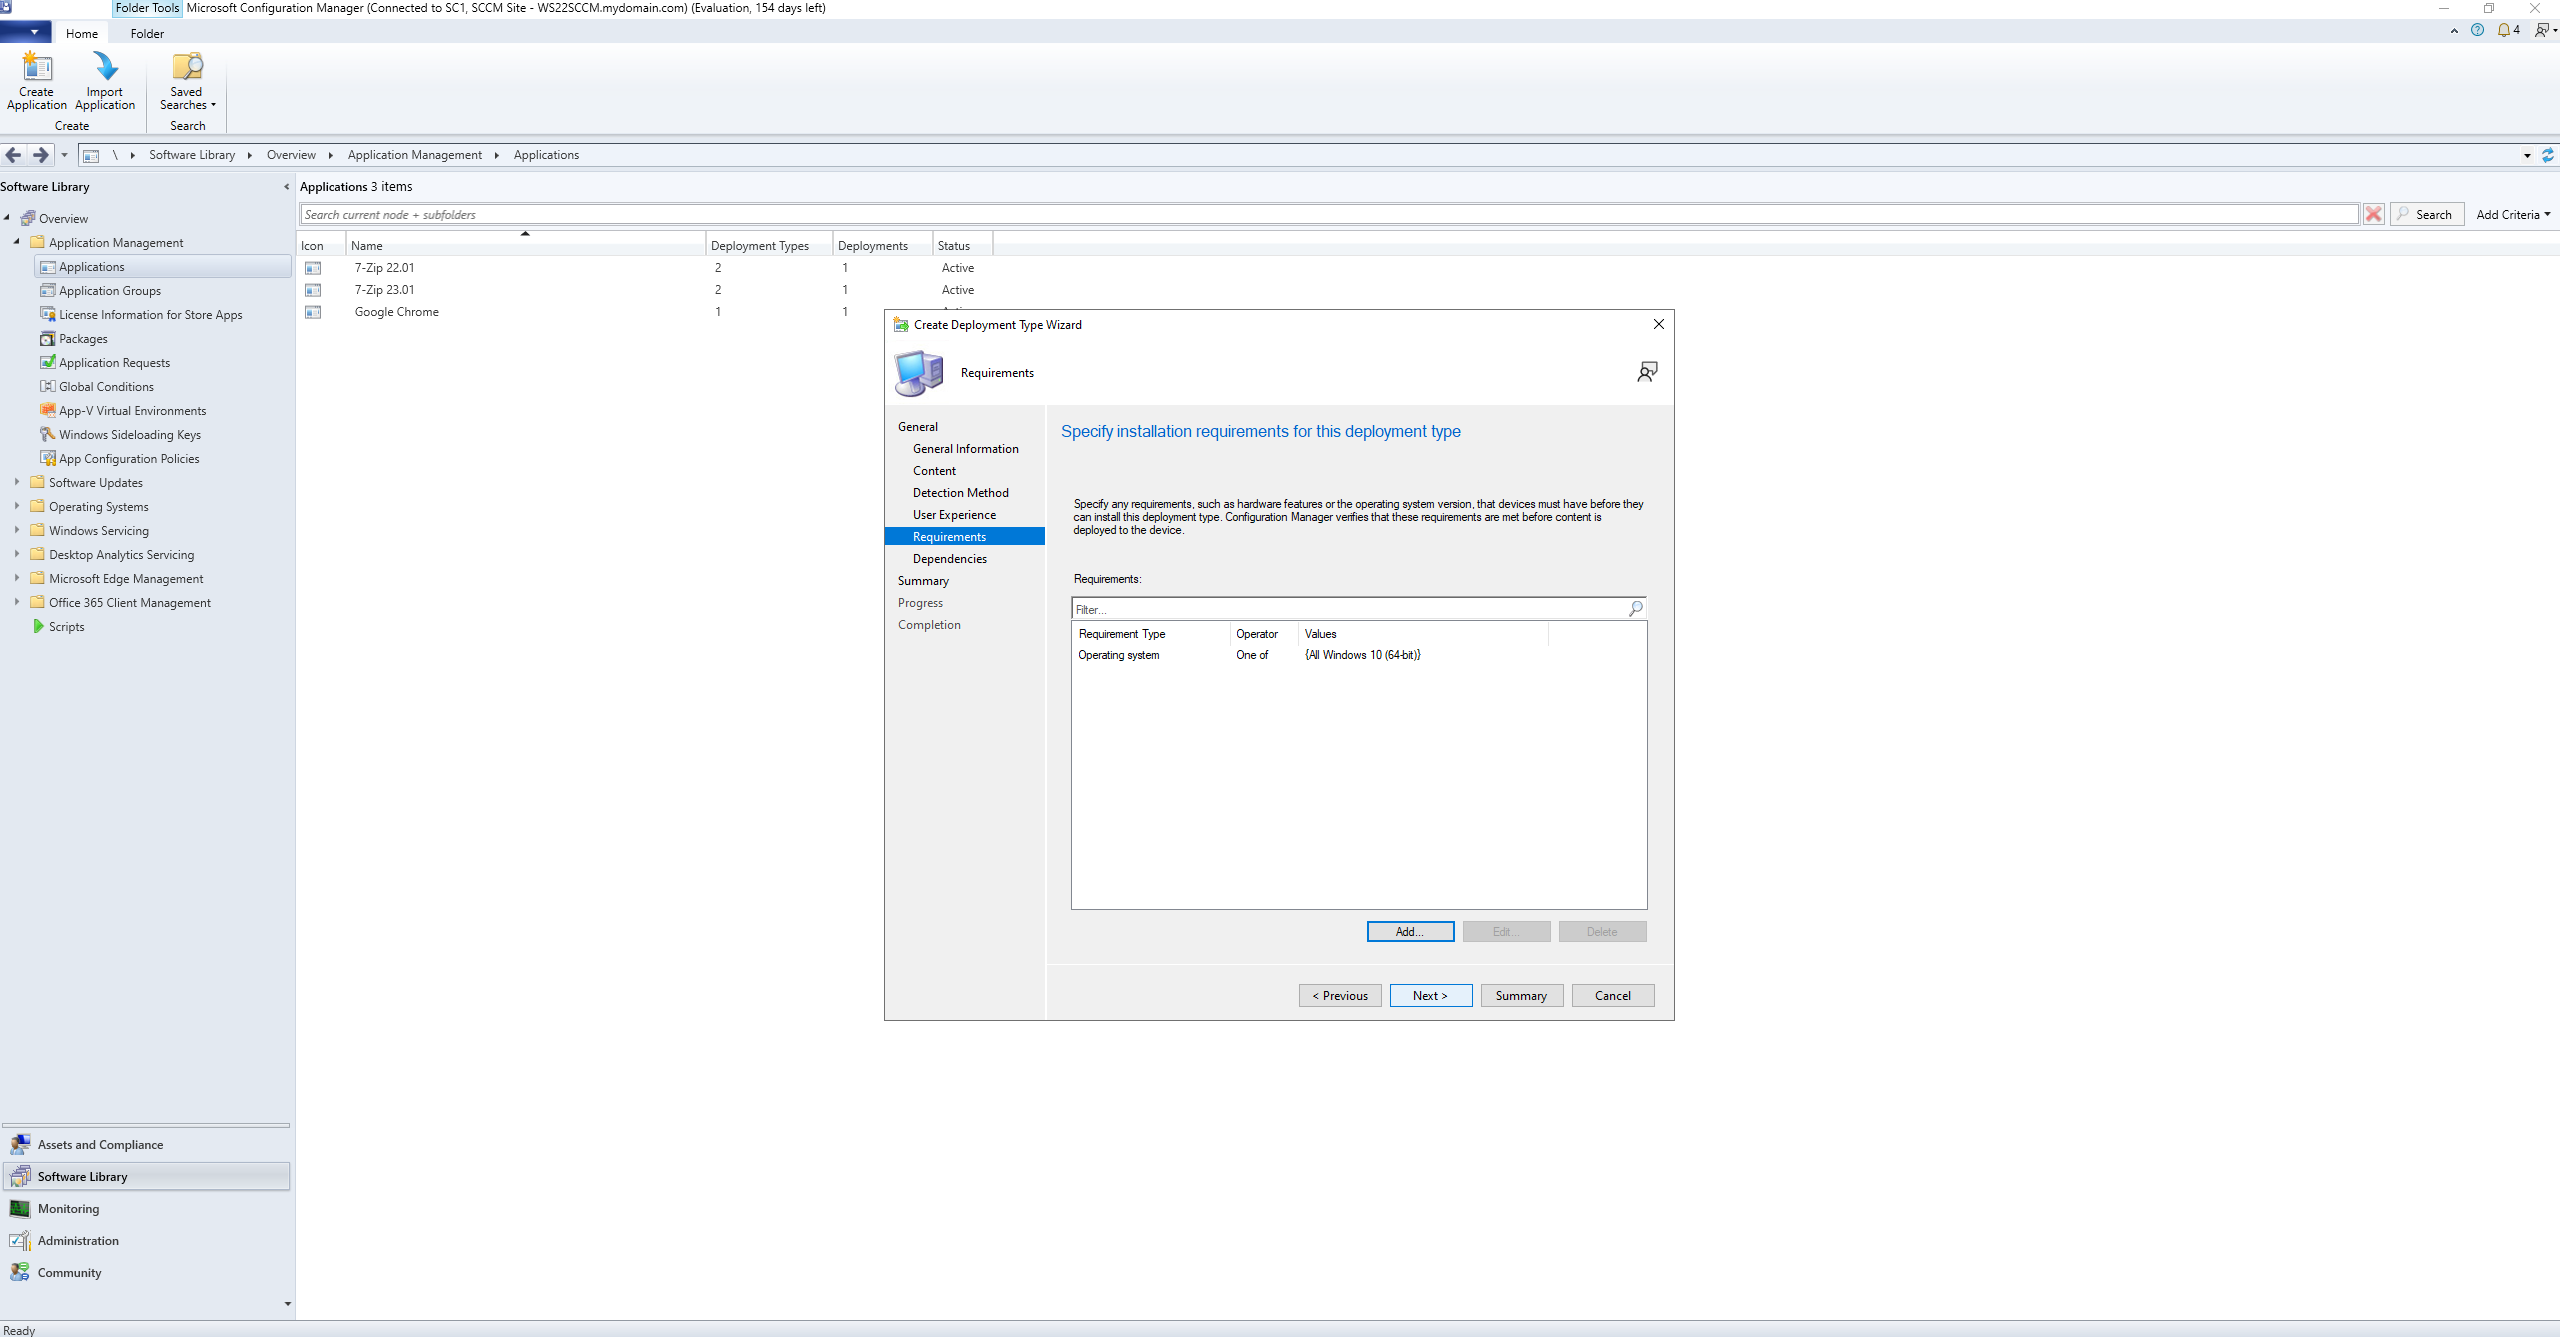 Folder Tools
Microsoft Configuration Manager (Connected to SC1, SCCM Site - WS22SCCM.mydomain.com) (Evaluation, 154 days left)
Home
Folder
4
Create Application
Import Application
Saved Searches
Create
Search
\
Software Library
Overview
Application Management
Applications
Software Library
Overview
Application Management
Applications
Application Groups
License Information for Store Apps
Packages
Application Requests
Global Conditions
App-V Virtual Environments
Windows Sideloading Keys
App Configuration Policies
Software Updates
Operating Systems
Windows Servicing
Desktop Analytics Servicing
Microsoft Edge Management
Office 365 Client Management
Scripts
Assets and Compliance
Software Library
Monitoring
Administration
Community
Applications 3 items
Search current node + subfolders
Search
Add Criteria
Icon Name Deployment Types Deployments Status
7-Zip 22.01 2 1 Active
7-Zip 23.01 2 1 Active
Google Chrome 1 1
Create Deployment Type Wizard
Requirements
General
General Information
Content
Detection Method
User Experience
Requirements
Dependencies
Summary
Progress
Completion
Specify installation requirements for this deployment type
Specify any requirements, such as hardware features or the operating system version, that devices must have before they
can install this deployment type. Configuration Manager verifies that these requirements are met before content is
deployed to the device.
Requirements:
Filter...
Requirement Type Operator Values
Operating system One of {All Windows 10 (64-bit)}
Add...
Edit...
Delete
< Previous
Next >
Summary
Cancel
Ready